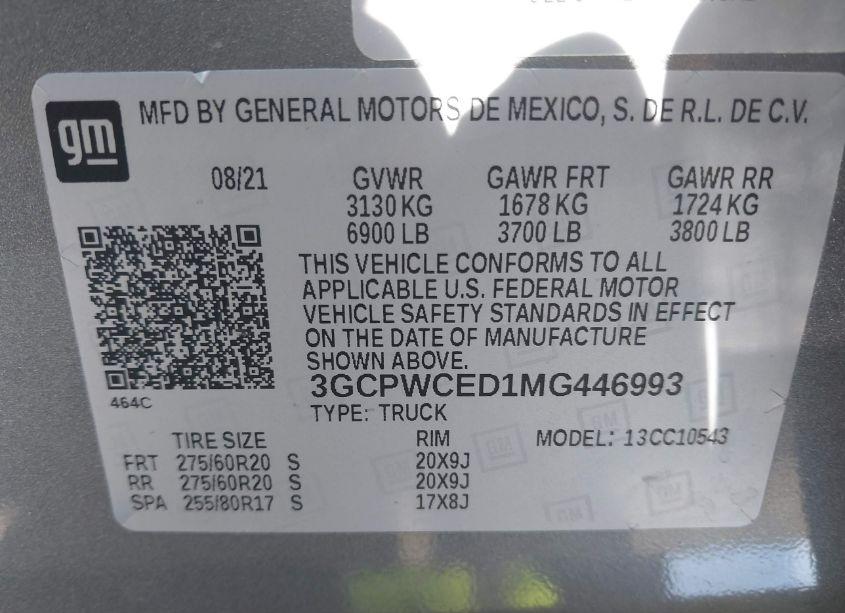 gm
MFD BY GENERAL MOTORS DE MEXICO, S. DE R.L. DE C.V.
08/21 GVWR GAWR FRT GAWR RR
3130 KG 1678 KG 1724 KG
6900 LB 3700 LB 3800 LB
THIS VEHICLE CONFORMS TO ALL
APPLICABLE U.S. FEDERAL MOTOR
VEHICLE SAFETY STANDARDS IN EFFECT
ON THE DATE OF MANUFACTURE
SHOWN ABOVE.
464C
3GCPWCED1MG446993
TYPE: TRUCK
TIRE SIZE RIM MODEL: 13CC10543
FRT 275/60R20 S 20X9J
RR 275/60R20 S 20X9J
SPA 255/80R17 S 17X8J